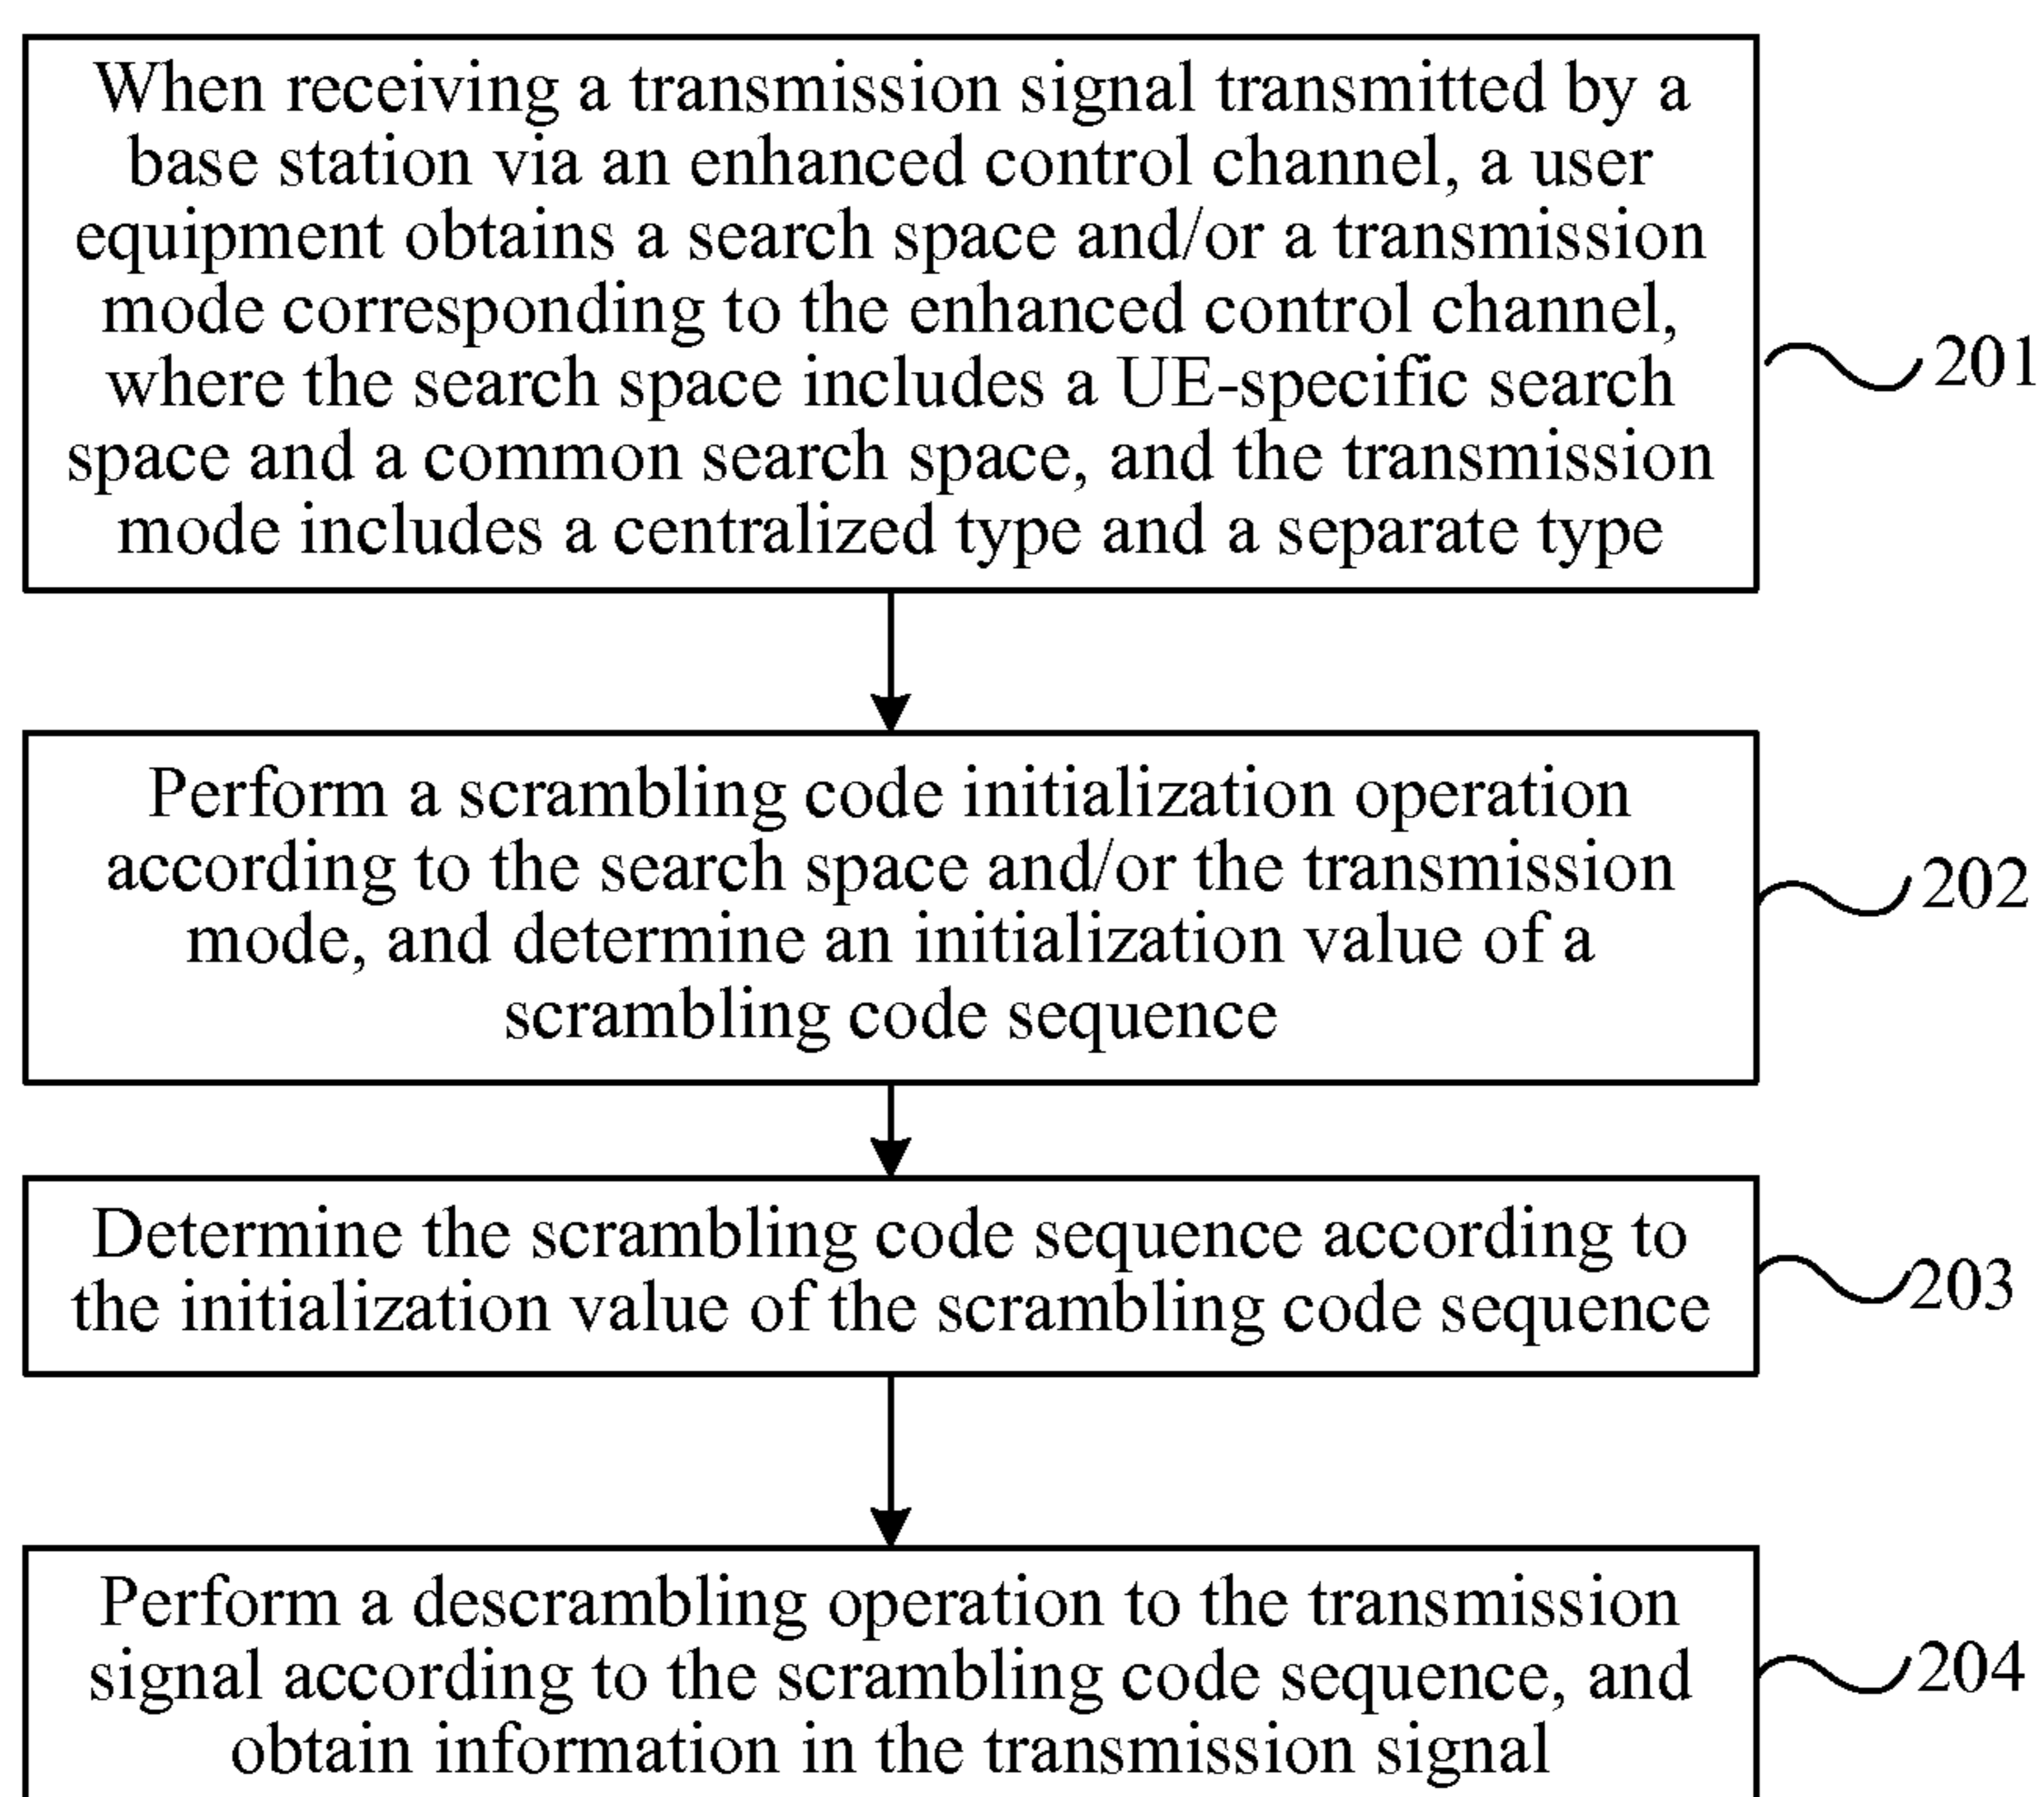 When receiving a transmission signal transmitted by a
base station via an enhanced control channel, a user
equipment obtains a search space and/or a transmission
mode corresponding to the enhanced control channel,
where the search space includes a UE-specific search
space and a common search space, and the transmission
mode includes a centralized type and a separate type
201
Perform a scrambling code initialization operation
according to the search space and/or the transmission
mode, and determine an initialization value of a
scrambling code sequence
202
Determine the scrambling code sequence according to
the initialization value of the scrambling code sequence
203
Perform a descrambling operation to the transmission
signal according to the scrambling code sequence, and
obtain information in the transmission signal
204